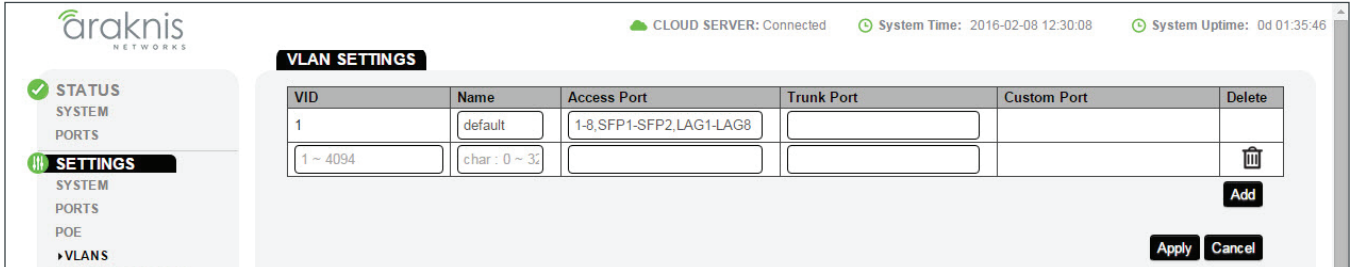 araknis
NETWORKS
CLOUD SERVER: Connected System Time: 2016-02-08 12:30:08 System Uptime: 0d 01:35:46
VLAN SETTINGS
STATUS
SYSTEM
PORTS
SETTINGS
SYSTEM
PORTS
POE
VLANS
VID Name Access Port Trunk Port Custom Port Delete
1 default 1-8,SFP1-SFP2,LAG1-LAG8
1 ~ 4094 char : 0 ~ 32
Add
Apply Cancel